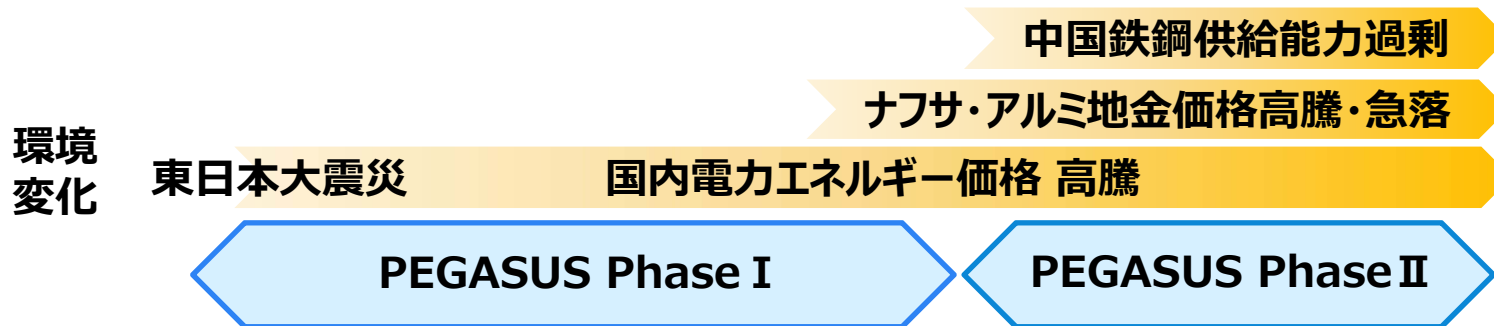 中国鉄鋼供給能力過剰
ナフサ・アルミ地金価格高騰・急落
環境
変化
東日本大震災 国内電力エネルギー価格 高騰
PEGASUS Phase Ⅰ
PEGASUS Phase Ⅱ